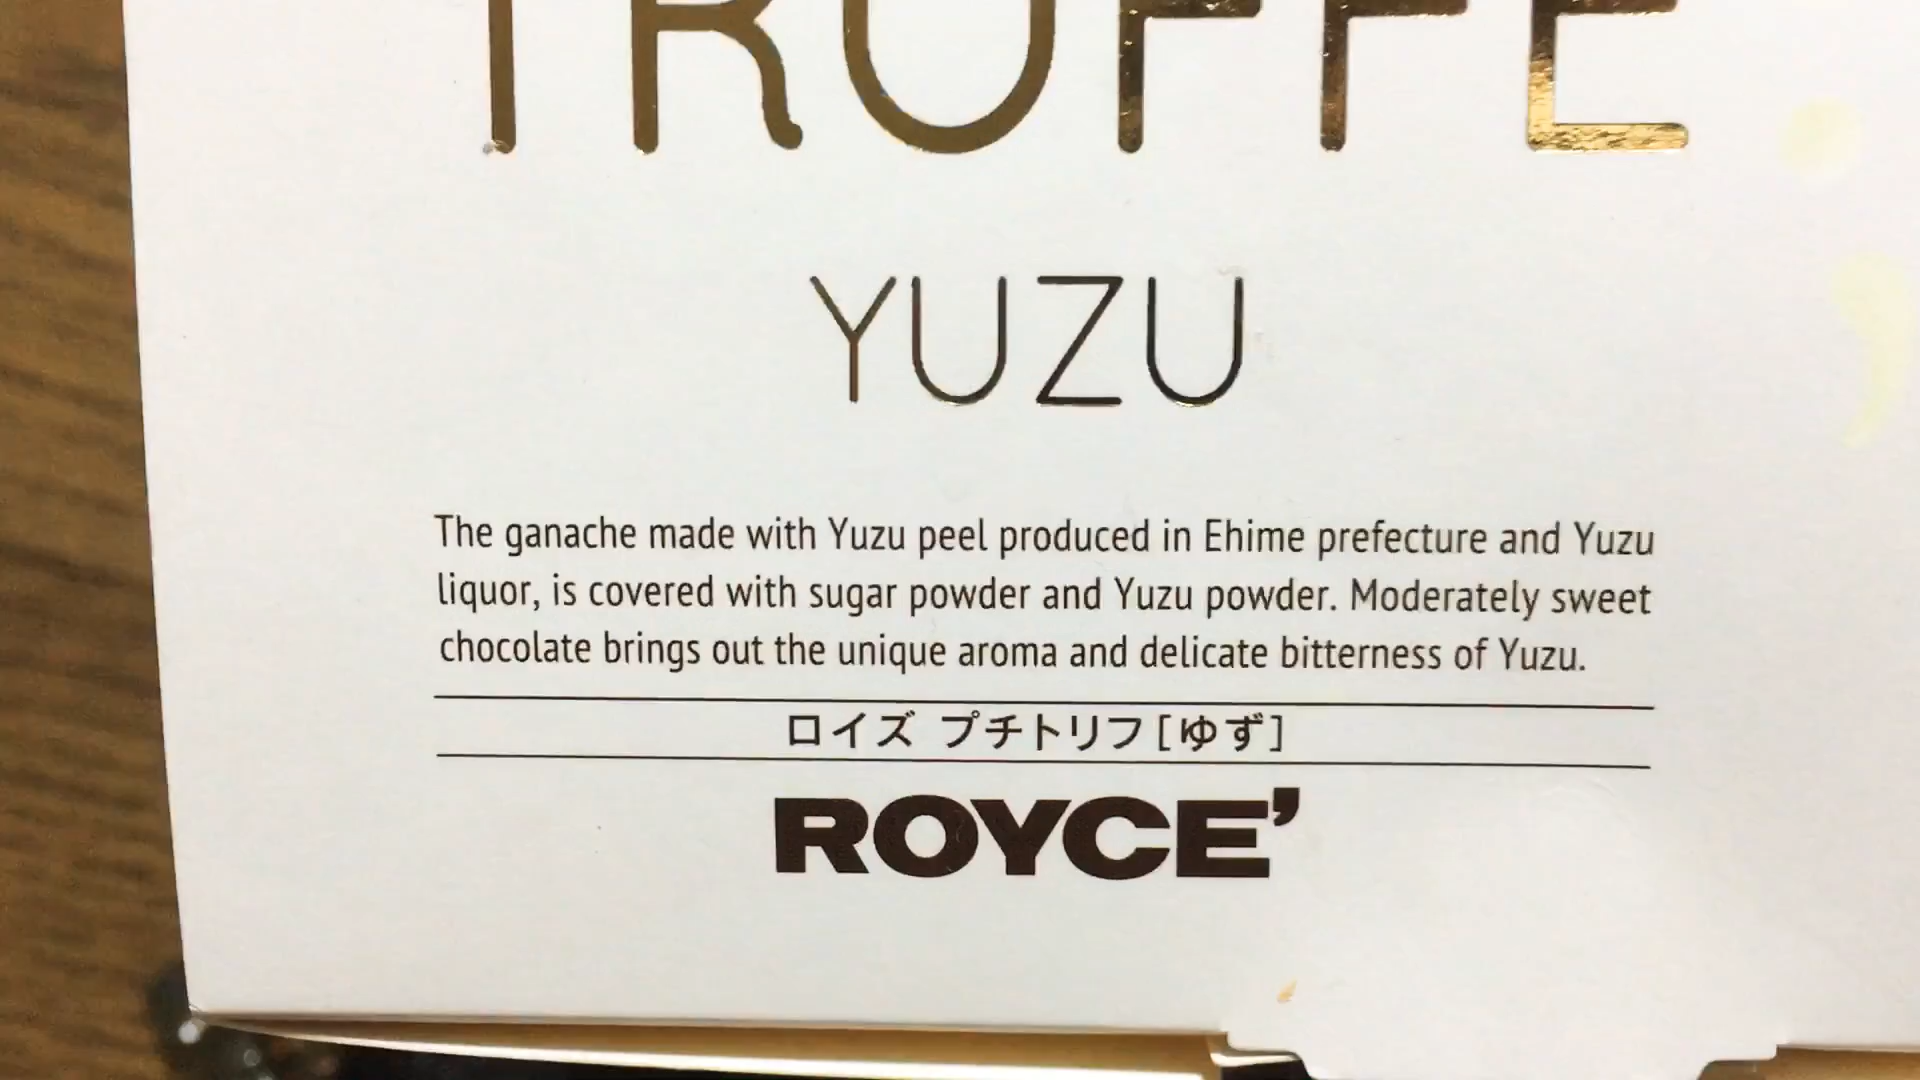 TRUFFE
YUZU
The ganache made with Yuzu peel produced in Ehime prefecture and Yuzu
liquor, is covered with sugar powder and Yuzu powder. Moderately sweet
chocolate brings out the unique aroma and delicate bitterness of Yuzu.
ロイズ プチトリフ[ゆず]
ROYCE'